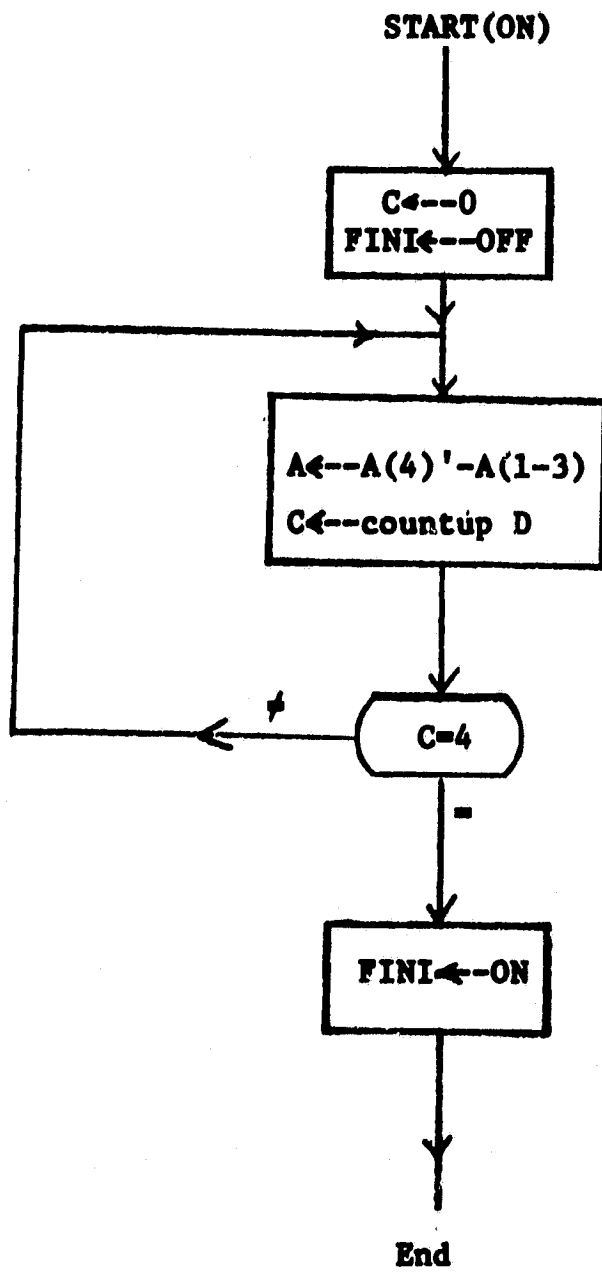 START(ON)
C<--0
FINI<--OFF
A<--A(4)'-A(1-3)
C<--countup D
≠
C=4
=
FINI<--ON
End